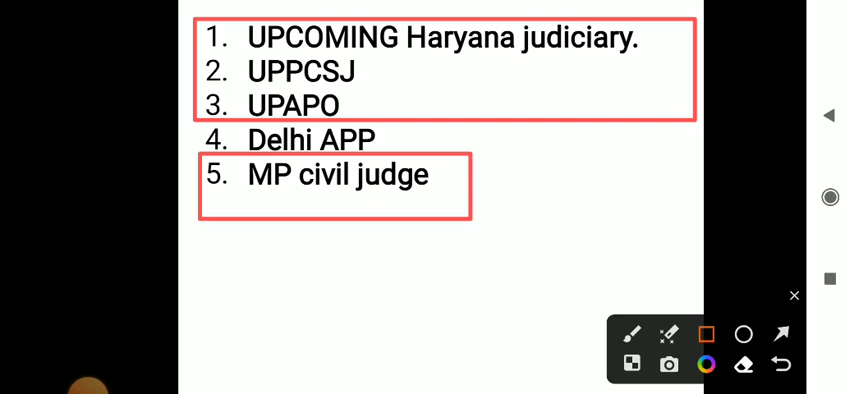 1. UPCOMING Haryana judiciary.
2. UPPCSJ
3. UPAPO
4. Delhi APP
5. MP civil judge